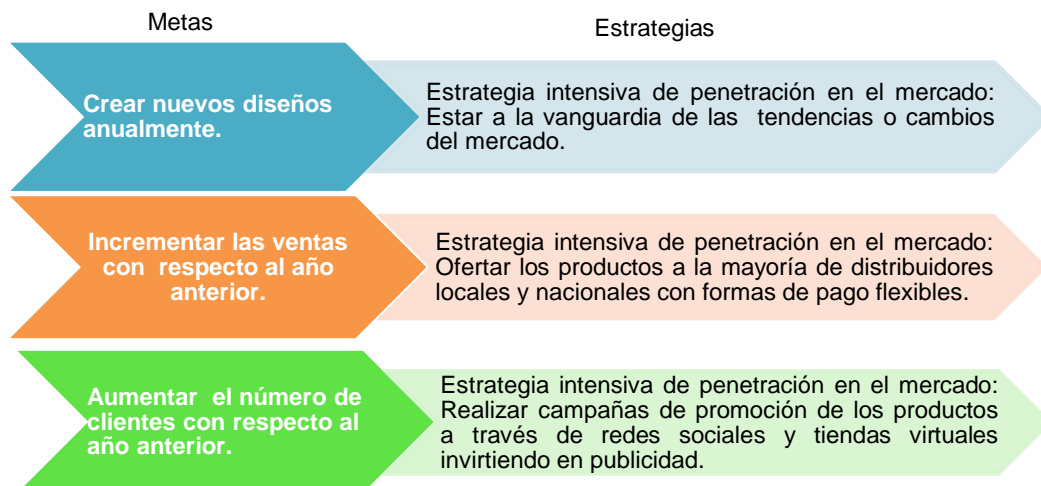 Metas
Estrategias
Crear nuevos diseños
anualmente.
Estrategia intensiva de penetración en el mercado:
Estar a la vanguardia de las tendencias o cambios
del mercado.
Incrementar las ventas
con respecto al año
anterior.
Estrategia intensiva de penetración en el mercado:
Ofertar los productos a la mayoría de distribuidores
locales y nacionales con formas de pago flexibles.
Aumentar el número de
clientes con respecto al
año anterior.
Estrategia intensiva de penetración en el mercado:
Realizar campañas de promoción de los productos
a través de redes sociales y tiendas virtuales
invirtiendo en publicidad.